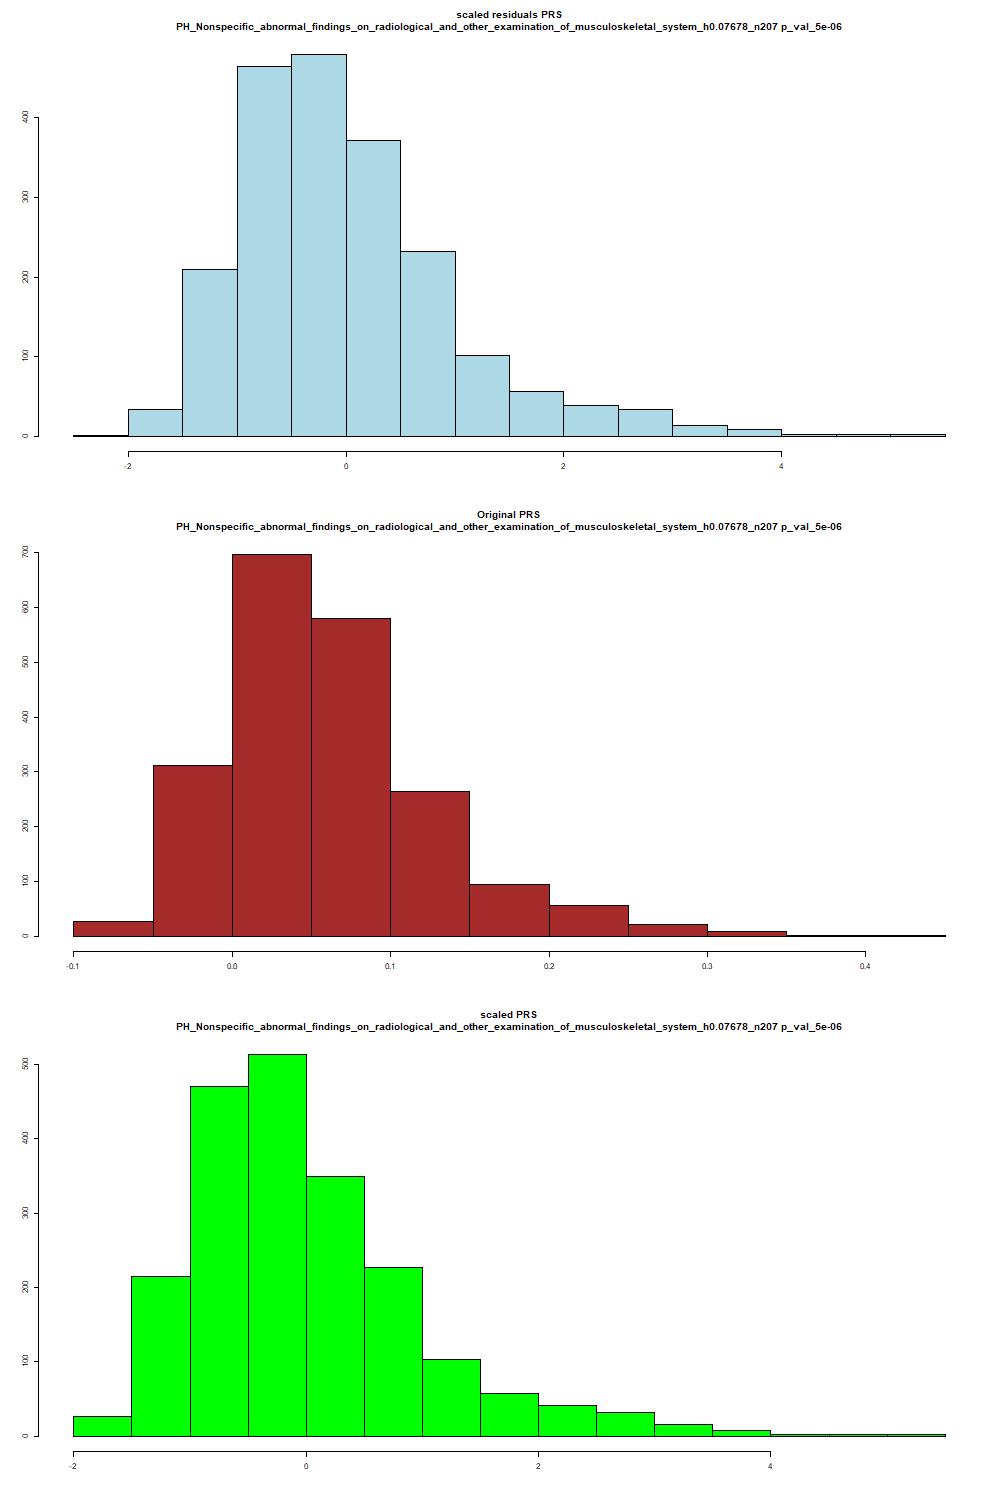 scaled residuals PRS
PH_Nonspecific_abnormal_findings_on_radiological_and_other_examination_of_musculoskeletal_system_h0.07678_n207 p_val_5e-06
400
300
200
100
0
-2 0 2 4
Original PRS
PH_Nonspecific_abnormal_findings_on_radiological_and_other_examination_of_musculoskeletal_system_h0.07678_n207 p_val_5e-06
700
600
500
400
300
200
100
0
-0.1 0.0 0.1 0.2 0.3 0.4
scaled PRS
PH_Nonspecific_abnormal_findings_on_radiological_and_other_examination_of_musculoskeletal_system_h0.07678_n207 p_val_5e-06
500
400
300
200
100
0
-2 0 2 4